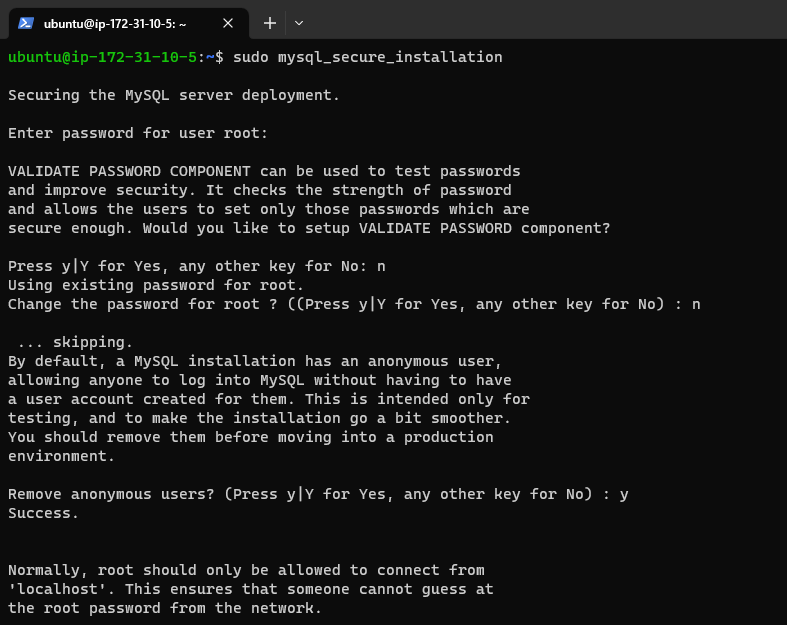 ubuntu@ip-172-31-10-5: ~
ubuntu@ip-172-31-10-5:~$ sudo mysql_secure_installation
Securing the MySQL server deployment.
Enter password for user root:
VALIDATE PASSWORD COMPONENT can be used to test passwords
and improve security. It checks the strength of password
and allows the users to set only those passwords which are
secure enough. Would you like to setup VALIDATE PASSWORD component?
Press y|Y for Yes, any other key for No: n
Using existing password for root.
Change the password for root ? ((Press y|Y for Yes, any other key for No) : n
... skipping.
By default, a MySQL installation has an anonymous user,
allowing anyone to log into MySQL without having to have
a user account created for them. This is intended only for
testing, and to make the installation go a bit smoother.
You should remove them before moving into a production
environment.
Remove anonymous users? (Press y|Y for Yes, any other key for No) : y
Success.
Normally, root should only be allowed to connect from
'localhost'. This ensures that someone cannot guess at
the root password from the network.